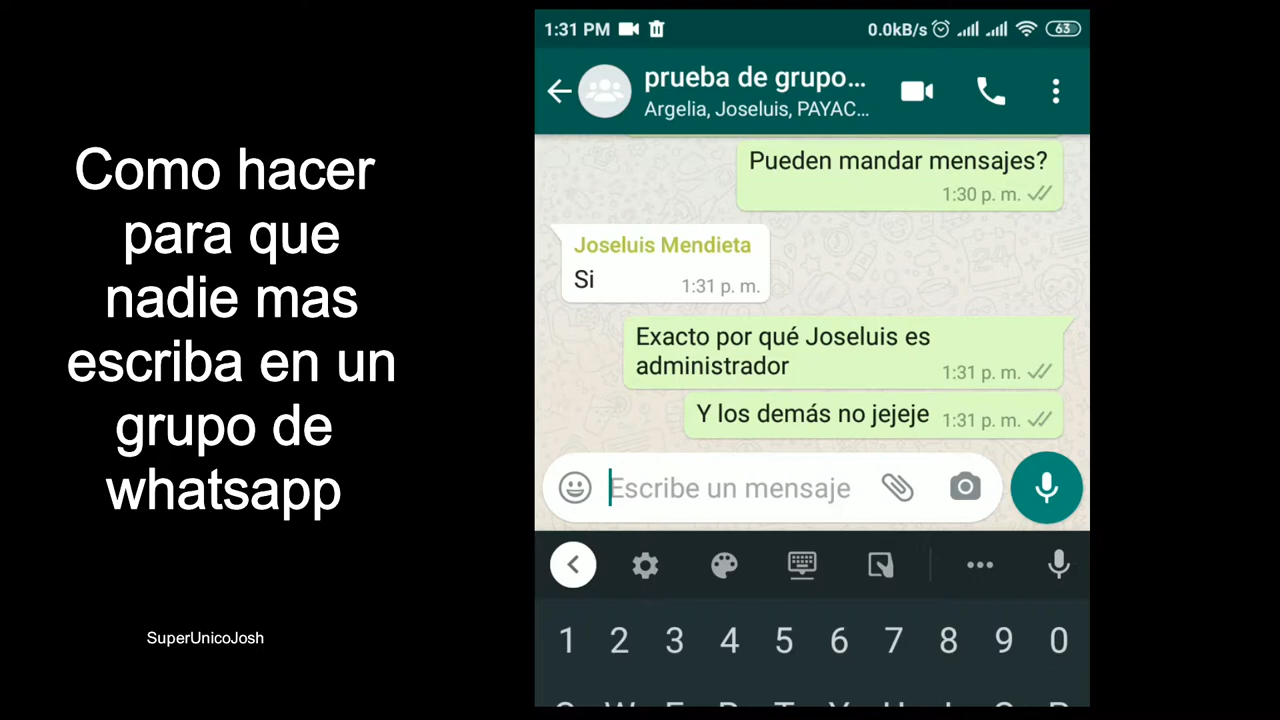 Como hacer
para que
nadie mas
escriba en un
grupo de
whatsapp
SuperUnicoJosh
1:31 PM 0.0kB/s 63
prueba de grupo...
Argelia, Joseluis, PAYAC...
Pueden mandar mensajes?
1:30 p. m.
Joseluis Mendieta
Si 1:31 p. m.
Exacto por qué Joseluis es
administrador 1:31 p. m.
Y los demás no jejeje 1:31 p. m.
Escribe un mensaje
1 2 3 4 5 6 7 8 9 0